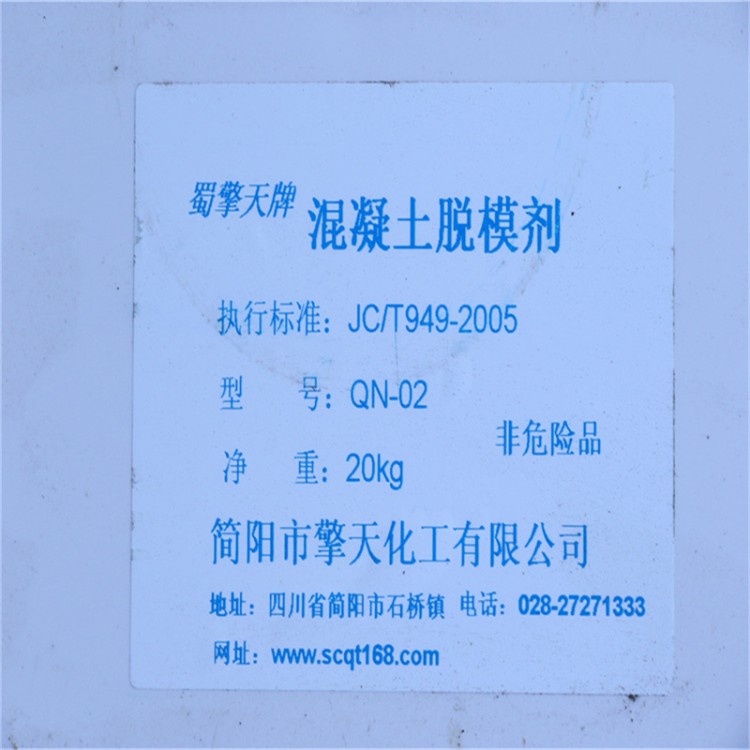 蜀擎天牌 混凝土脱模剂
执行标准：JC/T949-2005
型 号：QN-02
非危险品
净 重：20kg
简阳市擎天化工有限公司
地址：四川省简阳市石桥镇 电话：028-27271333
网址：www.scqt168.com